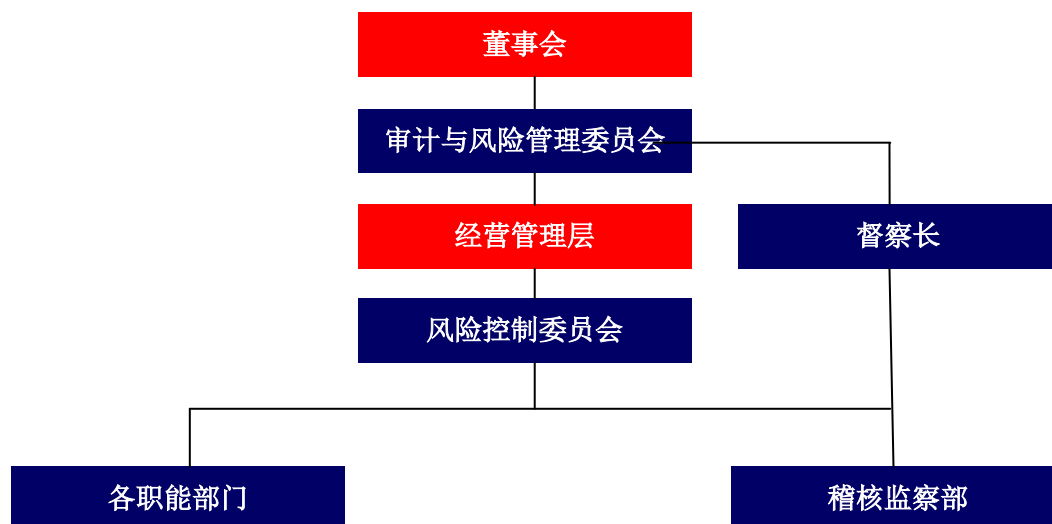 董事会
审计与风险管理委员会
经营管理层
督察长
风险控制委员会
各职能部门
稽核监察部